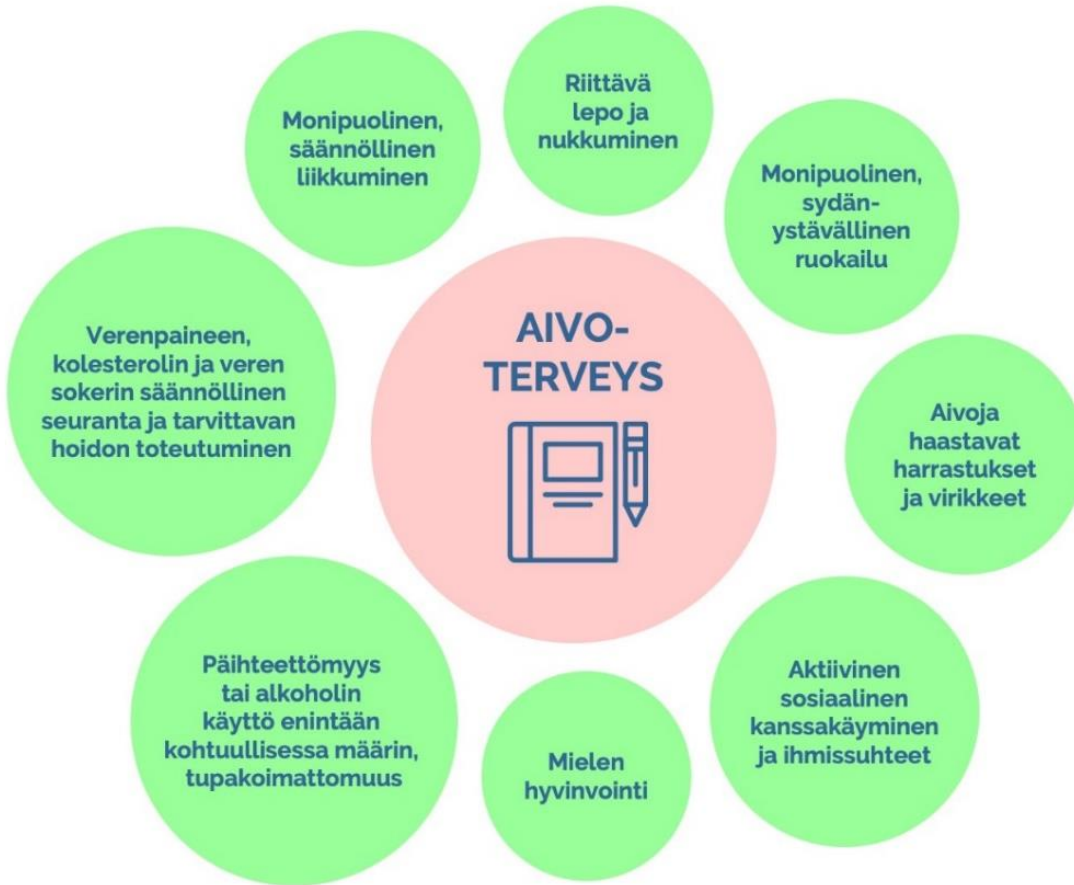 AIVO-
TERVEYS
Riittävä
lepo ja
nukkuminen
Monipuolinen,
sydän-
ystävällinen
ruokailu
Aivoja
haastavat
harrastukset
ja virikkeet
Aktiivinen
sosiaalinen
kanssakäyminen
ja ihmissuhteet
Mielen
hyvinvointi
Päihteettömyys
tai alkoholin
käyttö enintään
kohtuullisessa määrin,
tupakoimattomuus
Verenpaineen,
kolesterolin ja veren
sokerin säännöllinen
seuranta ja tarvittavan
hoidon toteutuminen
Monipuolinen,
säännöllinen
liikkuminen